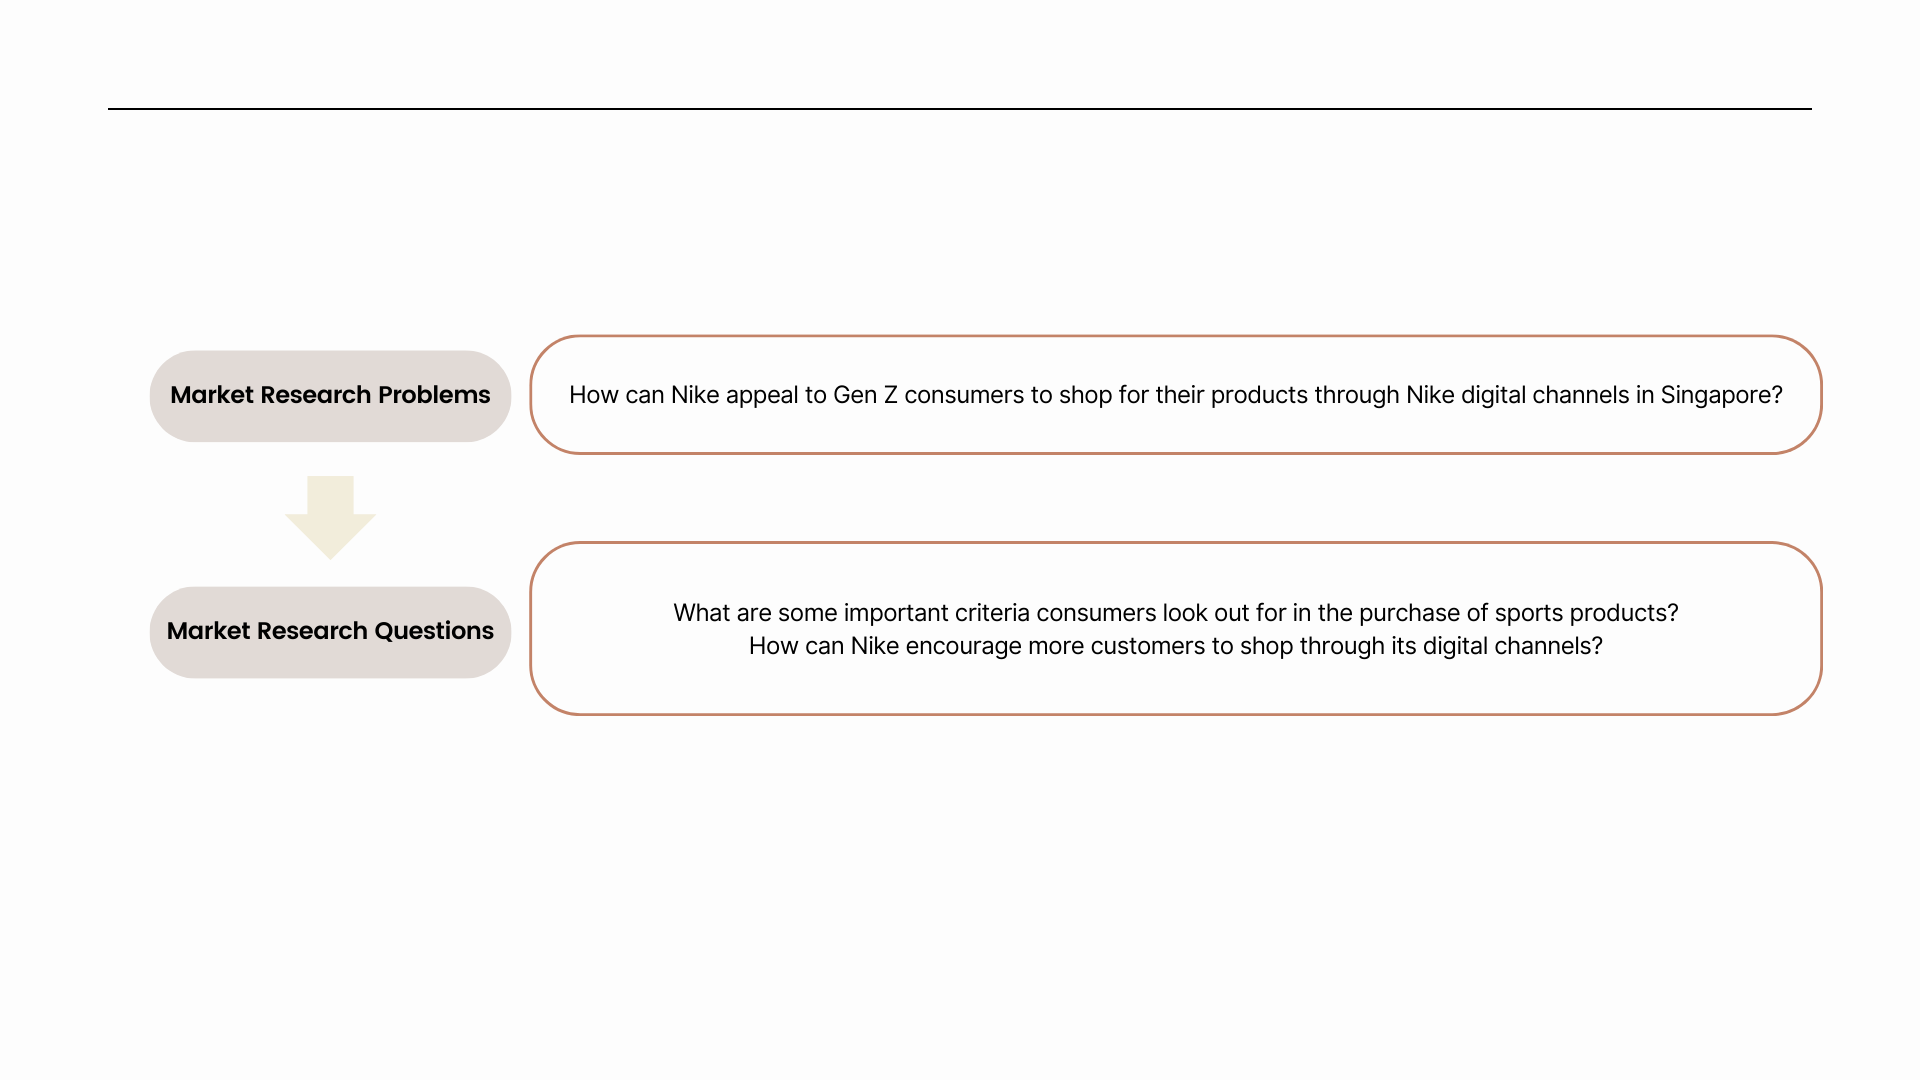 Market Research Problems
How can Nike appeal to Gen Z consumers to shop for their products through Nike digital channels in Singapore?
Market Research Questions
What are some important criteria consumers look out for in the purchase of sports products?
How can Nike encourage more customers to shop through its digital channels?